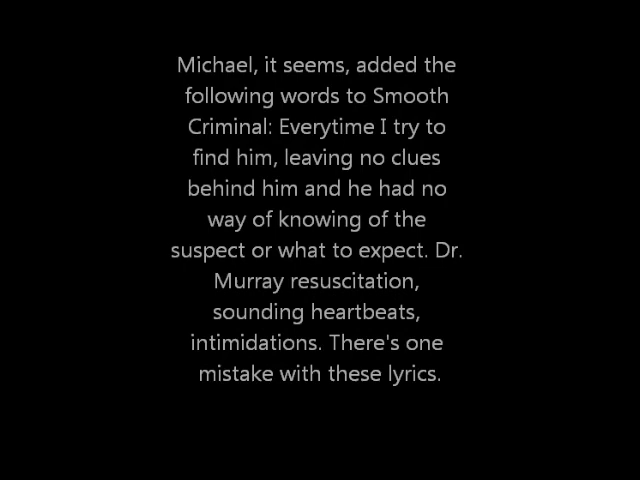 Michael, it seems, added the
following words to Smooth
Criminal: Everytime I try to
find him, leaving no clues
behind him and he had no
way of knowing of the
suspect or what to expect. Dr.
Murray resuscitation,
sounding heartbeats,
intimidations. There's one
mistake with these lyrics.